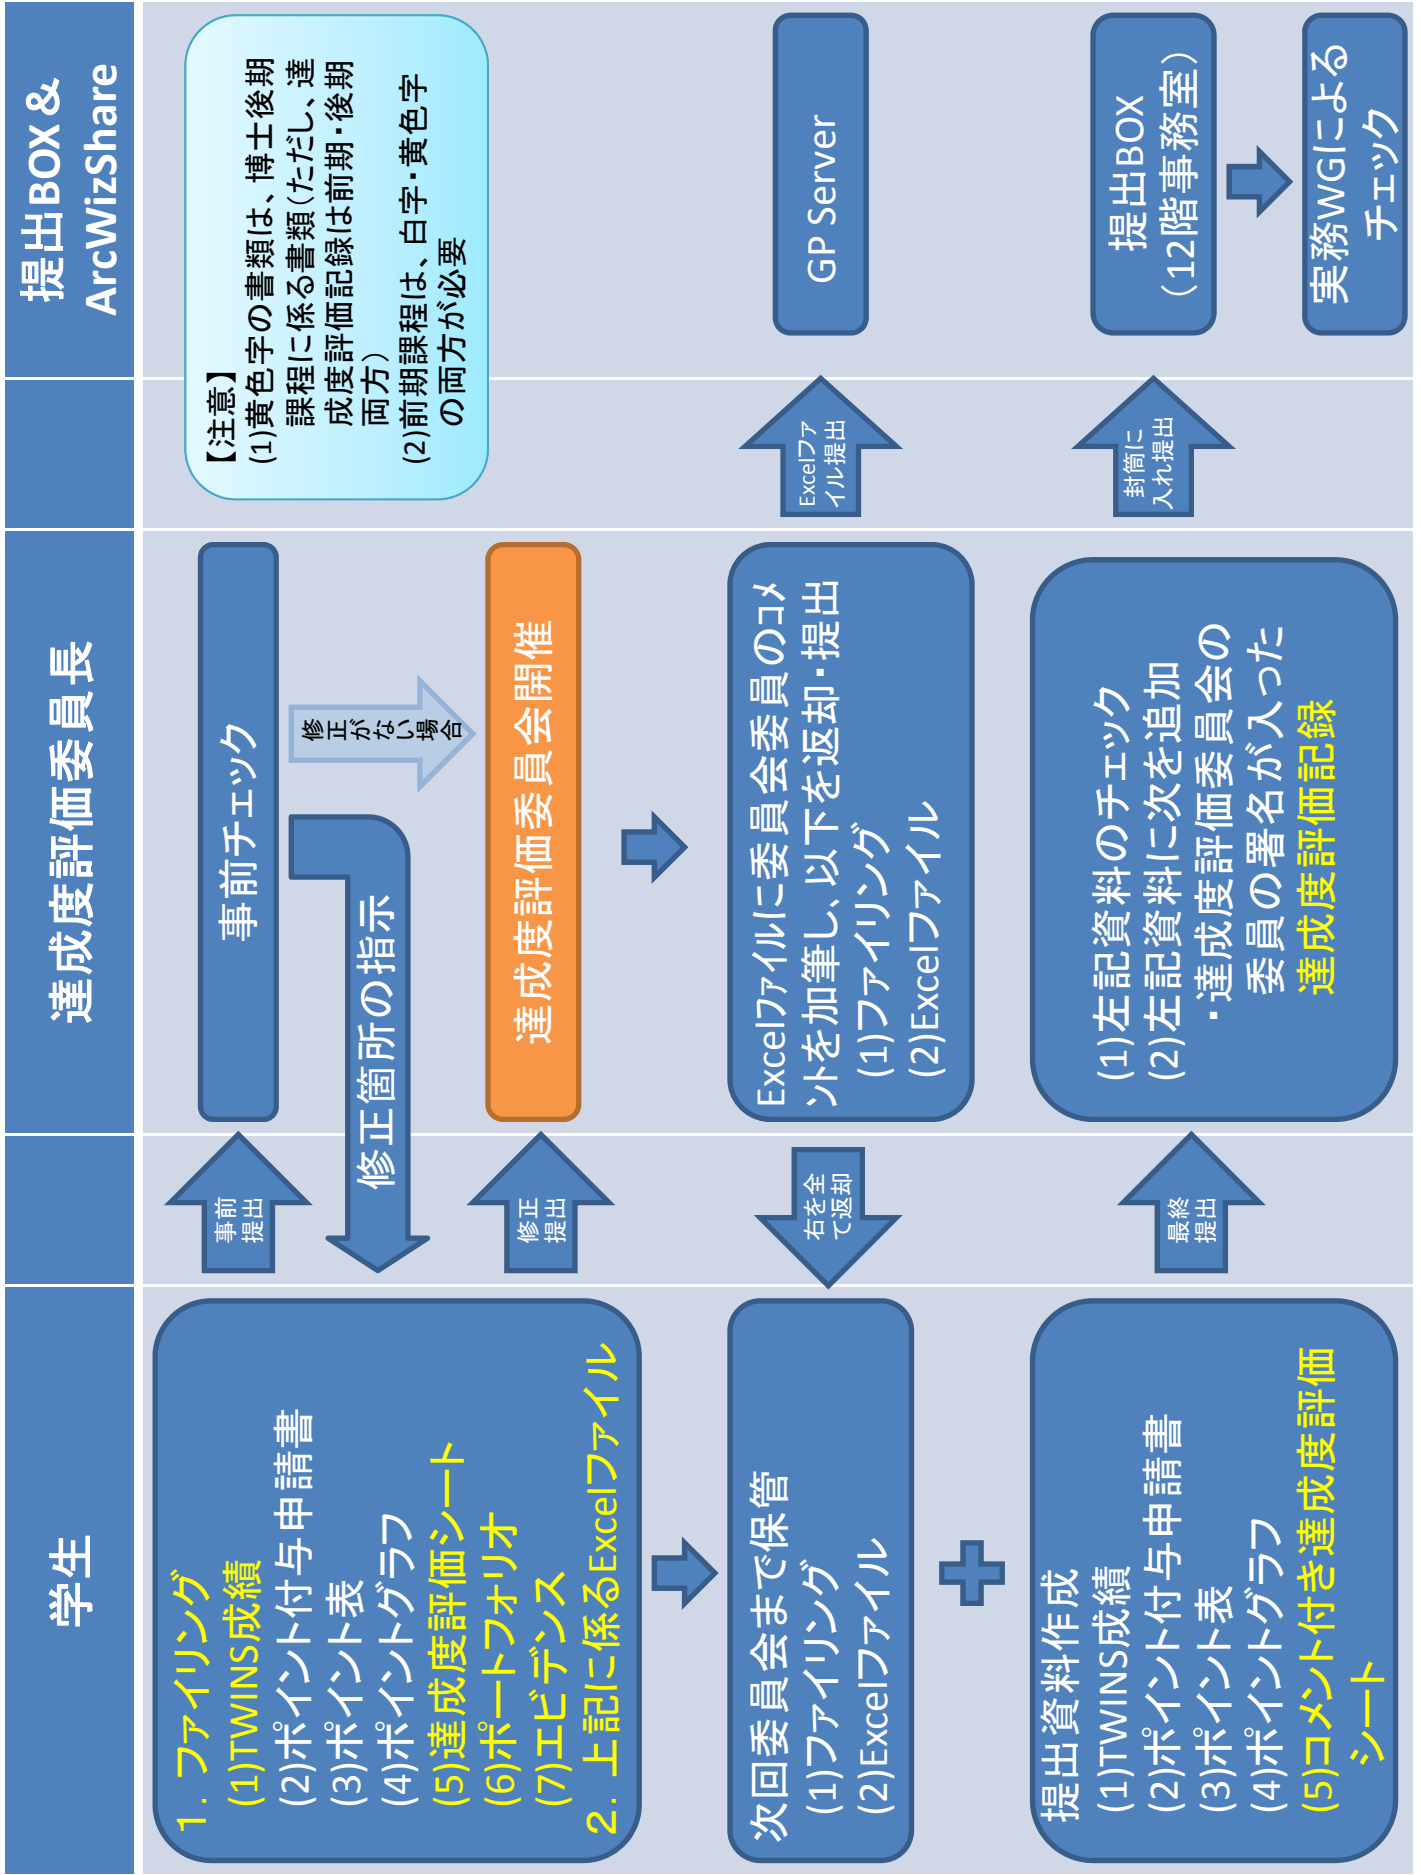 学生
達成度評価委員長
提出BOX＆
ArcWizShare
１．ファイリング
(1)TWINS成績
(2)ポイント付与申請書
(3)ポイント表
(4)ポイントグラフ
(5)達成度評価シート
(6)ポートフォリオ
(7)エビデンス
２．上記に係るExcelファイル
事前
提出
事前チェック
修正がない場合
修正箇所の指示
修正
提出
達成度評価委員会開催
【注意】
(1)黄色字の書類は、博士後期
課程に係る書類（ただし、達
成度評価記録は前期・後期
両方）
(2)前期課程は、白字・黄色字
の両方が必要
次回委員会まで保管
(1)ファイリング
(2)Excelファイル
右を全
て返却
Excelファイルに委員会委員のコメ
ントを加筆し、以下を返却・提出
(1)ファイリング
(2)Excelファイル
Excelファ
イル提出
GP Server
提出資料作成
(1)TWINS成績
(2)ポイント付与申請書
(3)ポイント表
(4)ポイントグラフ
(5)コメント付き達成度評価
シート
最終
提出
(1)左記資料のチェック
(2)左記資料に次を追加
・達成度評価委員会の
委員の署名が入った
達成度評価記録
封筒に
入れ提出
提出BOX
（12階事務室）
実務WGによる
チェック